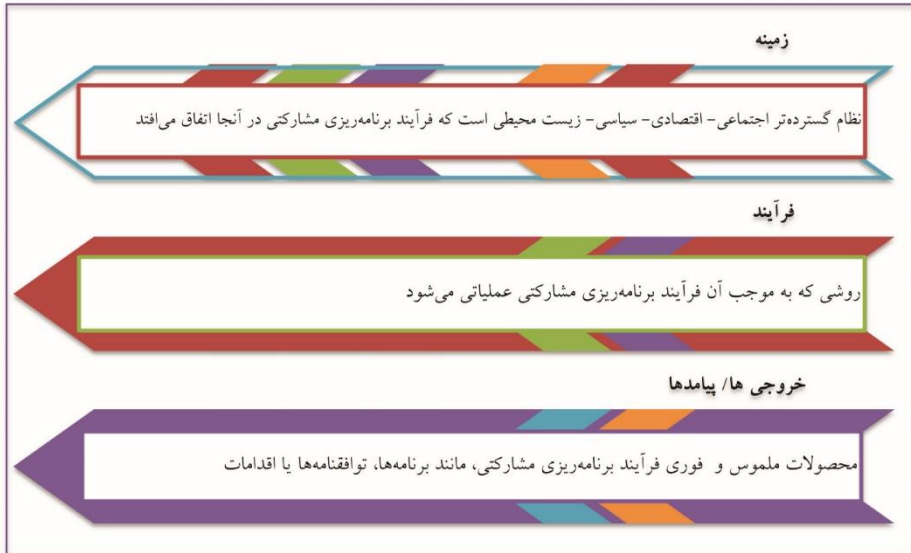 زمینه
نظام گسترده‌تر اجتماعی- اقتصادی- سیاسی- زیست محیطی است که فرآیند برنامه‌ریزی مشارکتی در آنجا اتفاق می‌افتد
فرآیند
روشی که به موجب آن فرآیند برنامه‌ریزی مشارکتی عملیاتی می‌شود
خروجی ها/ پیامدها
محصولات ملموس و فوری فرآیند برنامه‌ریزی مشارکتی، مانند برنامه‌ها، توافقنامه‌ها یا اقدامات